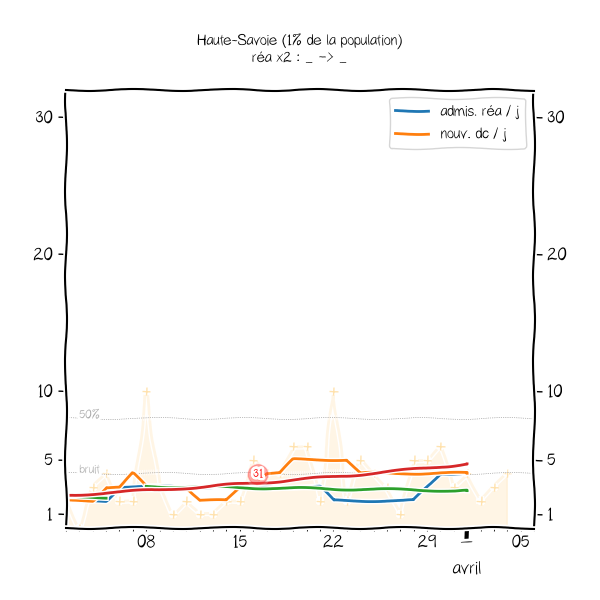 Haute-Savoie (1% de la population)
réa x2 : _ -> _
admis. réa / j
nouv. dc / j
30
30
20
20
10
10
50%
5
5
bruit
31
1
1
08
15
22
29
05
avril